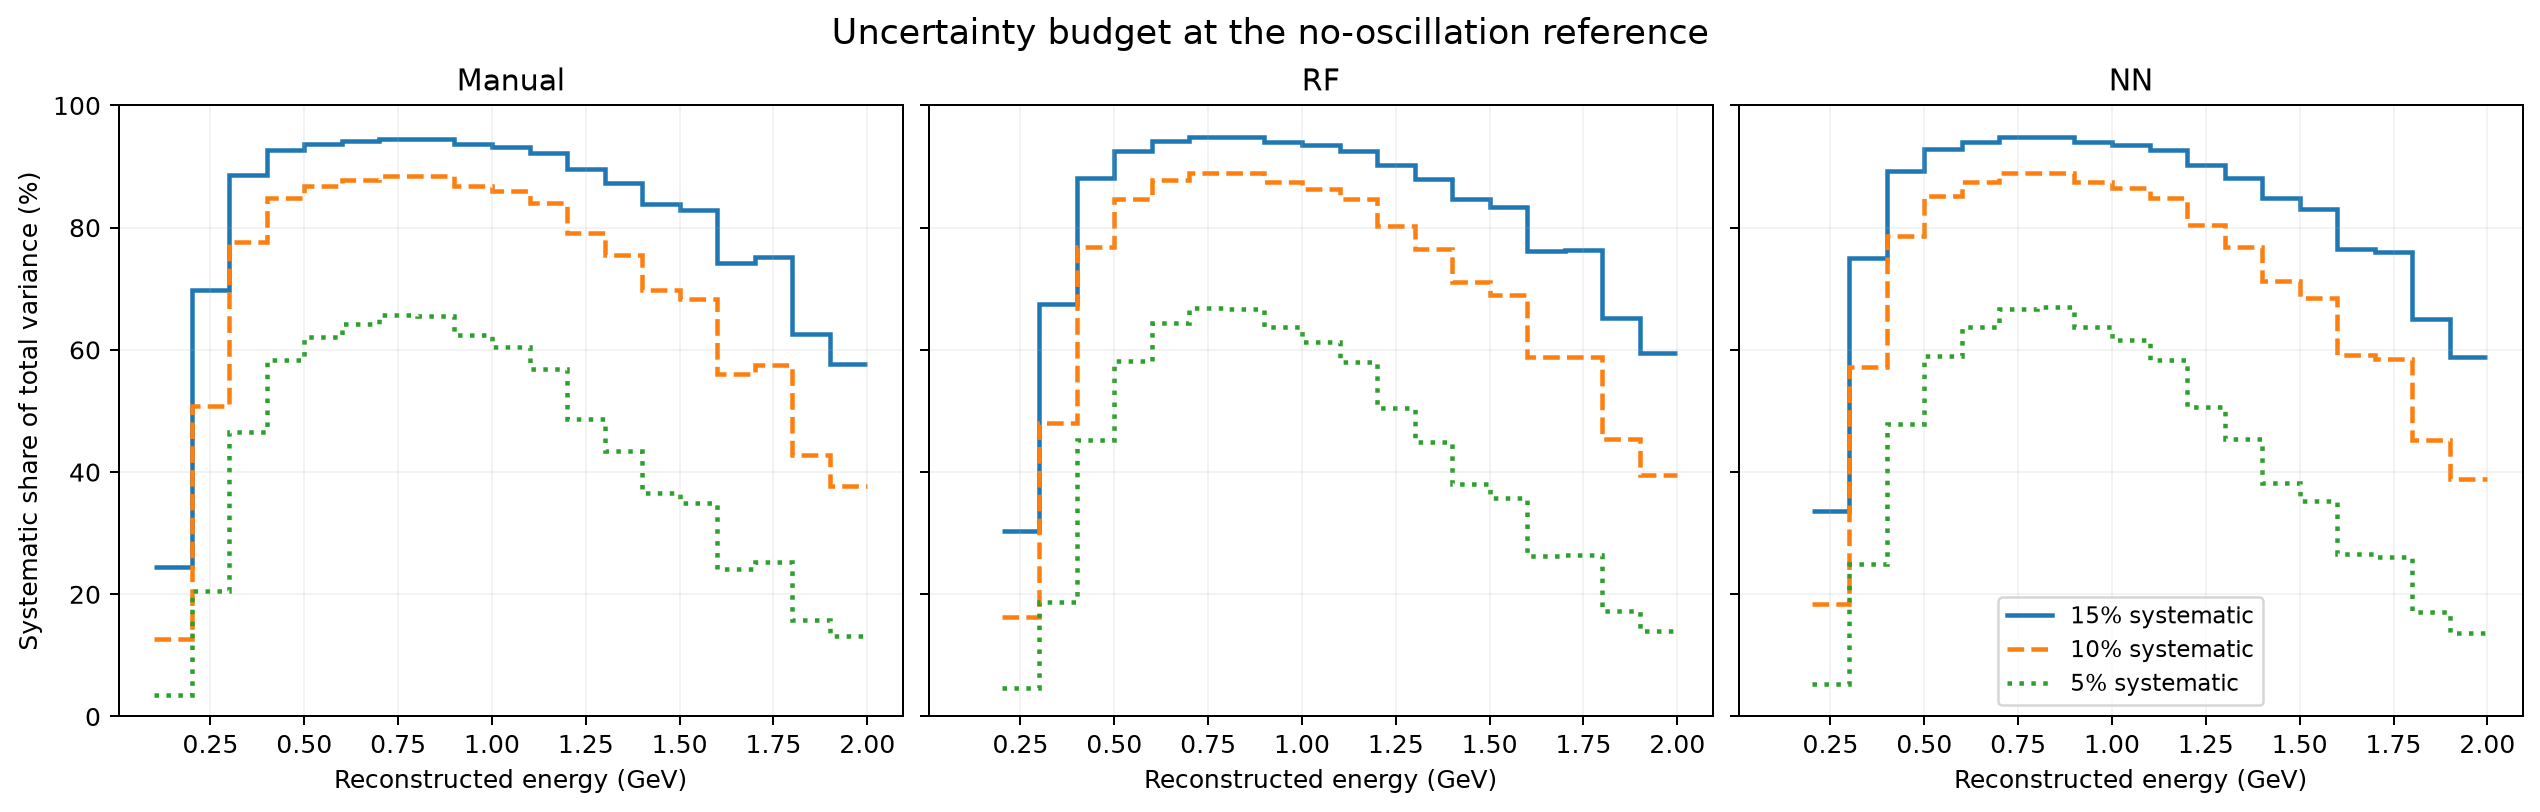 Uncertainty budget at the no-oscillation reference
Manual
RF
NN
Systematic share of total variance (%)
100
80
60
40
20
0
0.25 0.50 0.75 1.00 1.25 1.50 1.75 2.00
Reconstructed energy (GeV)
0.25 0.50 0.75 1.00 1.25 1.50 1.75 2.00
Reconstructed energy (GeV)
15% systematic
10% systematic
5% systematic
0.25 0.50 0.75 1.00 1.25 1.50 1.75 2.00
Reconstructed energy (GeV)